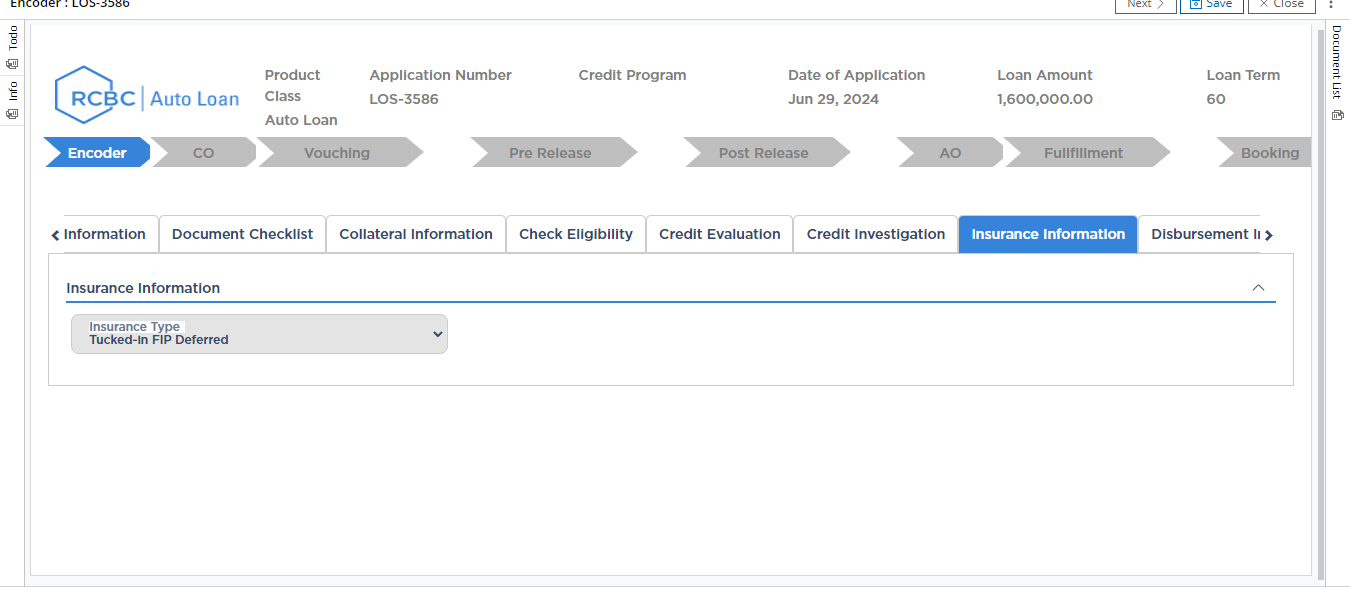 Encoder : LOS-3586
Next
Save
Close
Todo
Info
Document List
RCBC Auto Loan
Product Class
Auto Loan
Application Number
LOS-3586
Credit Program
Date of Application
Jun 29, 2024
Loan Amount
1,600,000.00
Loan Term
60
Encoder CO Vouching Pre Release Post Release AO Fullfillment Booking
Information Document Checklist Collateral Information Check Eligibility Credit Evaluation Credit Investigation Insurance Information Disbursement
Insurance Information
Insurance Type
Tucked-in FIP Deferred